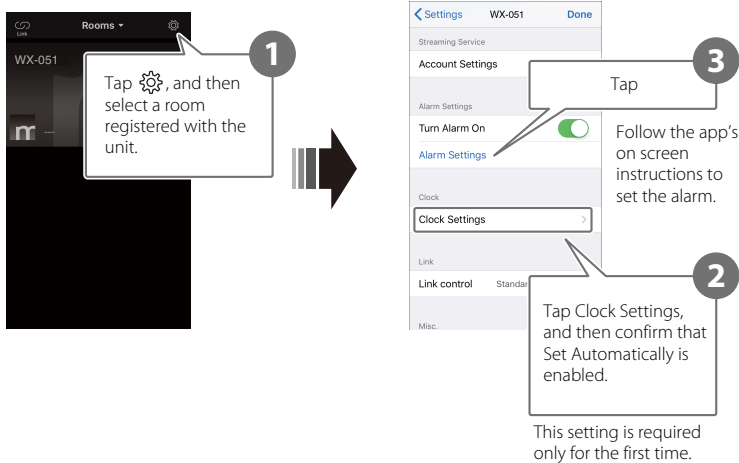 Link
Rooms
WX-051
m
1
Tap , and then
select a room
registered with the
unit.
Settings
WX-051
Done
Streaming Service
Account Settings
3
Tap
Alarm Settings
Turn Alarm On
Alarm Settings
Follow the app's
on screen
instructions to
set the alarm.
Clock
Clock Settings
Link
Link control
Standar
2
Tap Clock Settings,
and then confirm that
Set Automatically is
enabled.
Misc.
This setting is required
only for the first time.